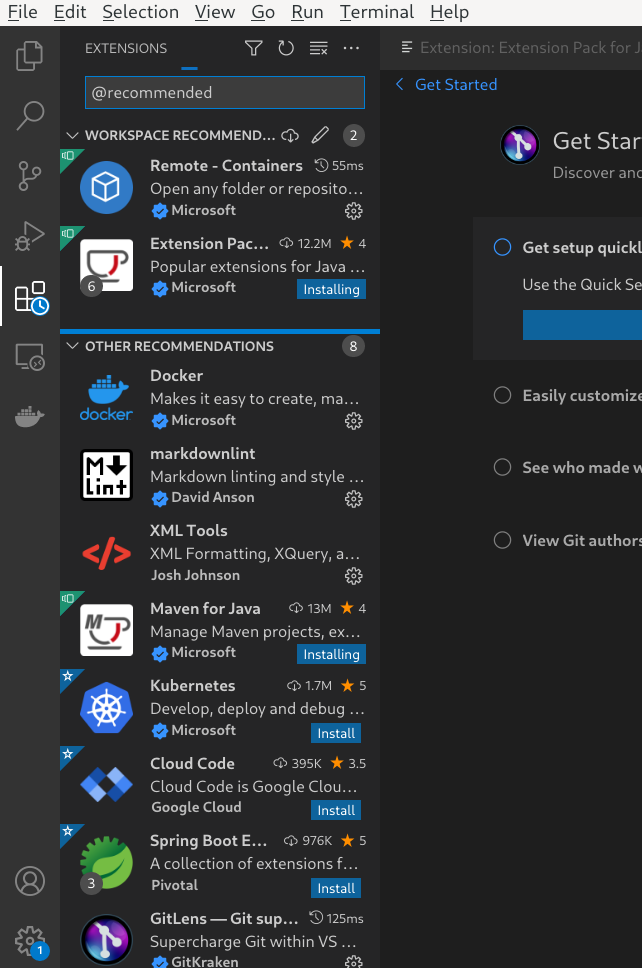 File Edit Selection View Go Run Terminal Help
EXTENSIONS
Extension: Extension Pack for J
@recommended
Get Started
WORKSPACE RECOMMEND... 2
Remote - Containers 55ms
Open any folder or reposito...
Microsoft
Extension Pac... 12.2M 4
Popular extensions for Java ...
6
Microsoft Installing
OTHER RECOMMENDATIONS 8
Docker
Makes it easy to create, ma...
docker
Microsoft
markdownlint
M
Lint
Markdown linting and style ...
David Anson
XML Tools
</>
XML Formatting, XQuery, a...
Josh Johnson
Maven for Java 13M 4
M
Manage Maven projects, ex...
Microsoft Installing
Kubernetes 1.7M 5
Develop, deploy and debug ...
Microsoft Install
Cloud Code 395K 3.5
Cloud Code is Google Clou...
Google Cloud Install
Spring Boot E... 976K 5
A collection of extensions f...
3
Pivotal Install
GitLens — Git sup... 125ms
Supercharge Git within VS ...
GitKraken
1
Get Star
Discover and
Get setup quickl
Use the Quick Se
Easily customize
See who made w
View Git authors